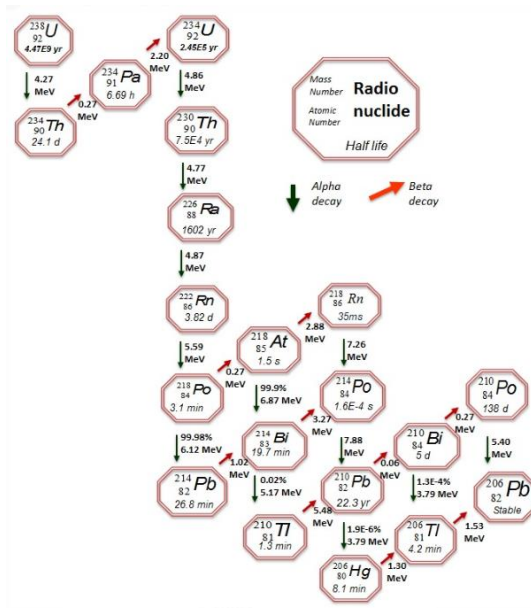 238
92
U
4.47E9 yr
234
92
U
2.45E5 yr
2.20
MeV
234
91
Pa
6.69 h
4.27
MeV
0.27
MeV
4.86
MeV
234
90
Th
24.1 d
230
90
Th
7.5E4 yr
Mass
Number
Atomic
Number
Radio
nuclide
Half life
4.77
MeV
Alpha
decay
Beta
decay
226
88
Ra
1602 yr
4.87
MeV
222
86
Rn
3.82 d
218
86
Rn
35ms
2.88
MeV
218
85
At
1.5 s
5.59
MeV
0.27
MeV
7.26
MeV
218
84
Po
3.1 min
99.9%
6.87 MeV
214
84
Po
1.6E-4 s
210
84
Po
138 d
0.27
MeV
99.98%
6.12 MeV
3.27
MeV
214
83
Bi
19.7 min
210
84
Bi
5 d
7.88
MeV
5.40
MeV
1.02
MeV
0.06
MeV
214
82
Pb
26.8 min
0.02%
5.17 MeV
210
82
Pb
22.3 yr
1.3E-4%
3.79 MeV
206
82
Pb
Stable
5.48
MeV
210
81
Tl
1.3 min
1.9E-6%
3.79 MeV
206
81
Tl
4.2 min
1.53
MeV
206
80
Hg
8.1 min
1.30
MeV